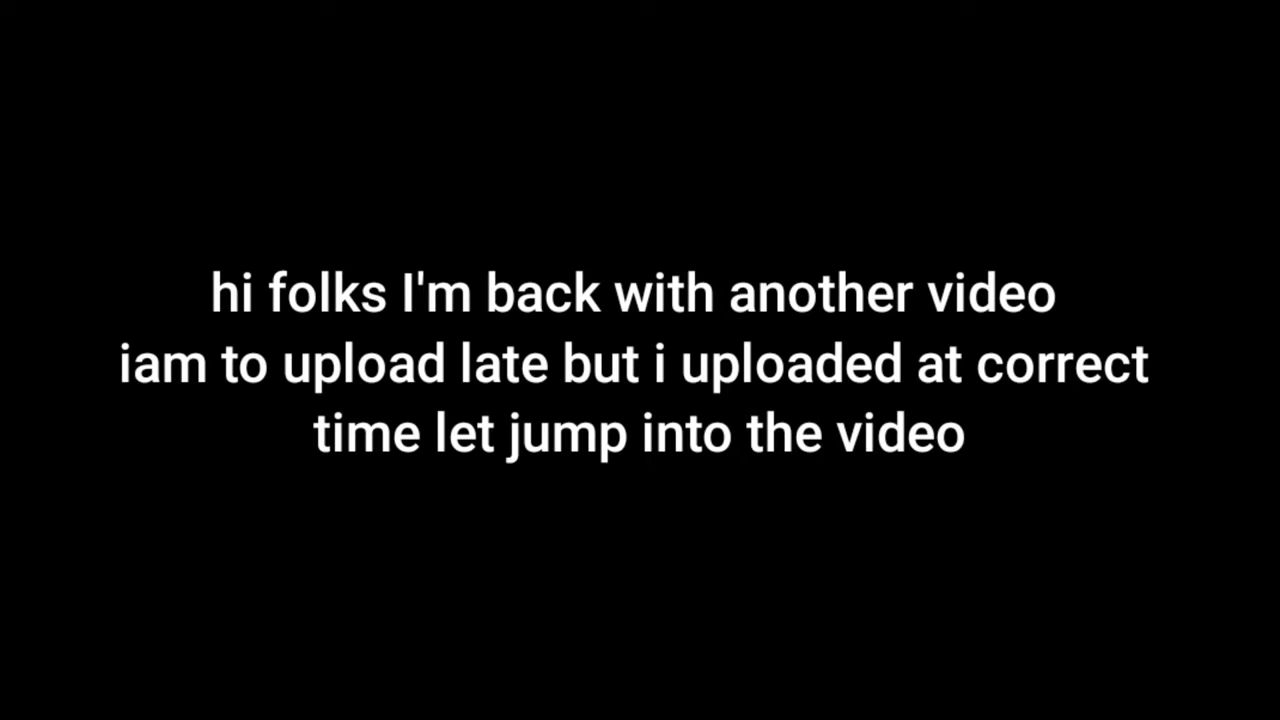 hi folks I'm back with another video
iam to upload late but i uploaded at correct
time let jump into the video